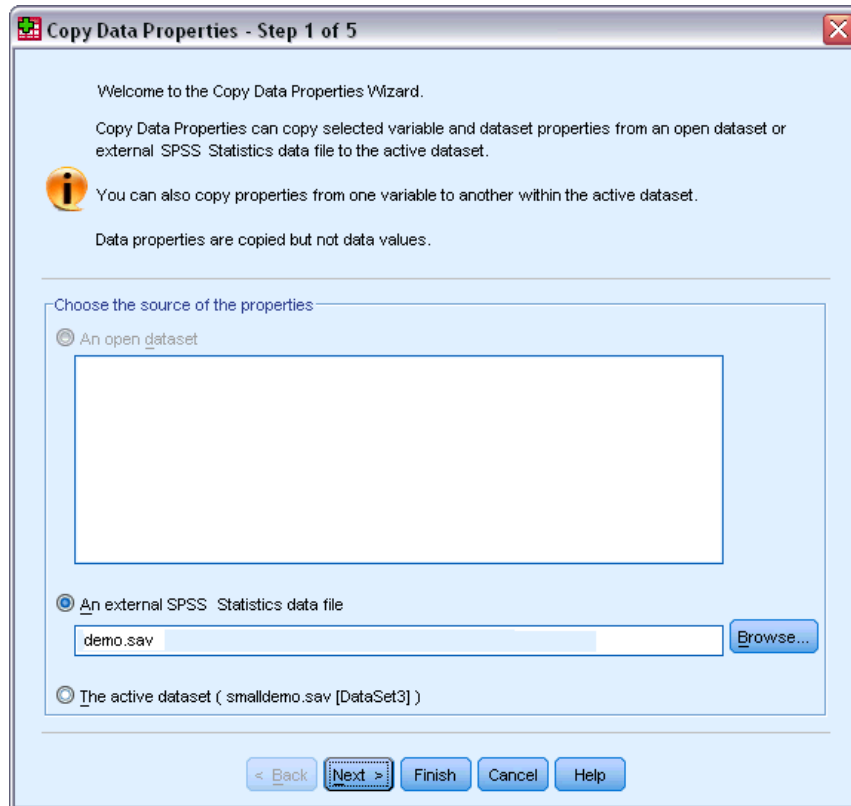 Copy Data Properties - Step 1 of 5
Welcome to the Copy Data Properties Wizard.
Copy Data Properties can copy selected variable and dataset properties from an open dataset or
external SPSS Statistics data file to the active dataset.
You can also copy properties from one variable to another within the active dataset.
Data properties are copied but not data values.
Choose the source of the properties
An open dataset
An external SPSS Statistics data file
demo.sav
Browse...
The active dataset ( smalldemo.sav [DataSet3] )
< Back Next > Finish Cancel Help